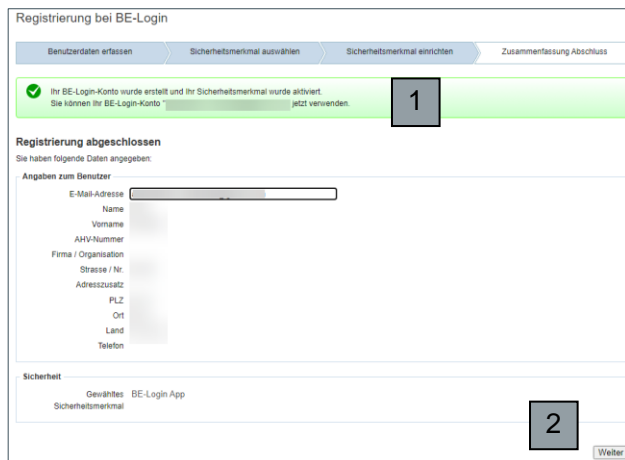 Registrierung bei BE-Login
Benutzerdaten erfassen Sicherheitsmerkmal auswählen Sicherheitsmerkmal einrichten Zusammenfassung Abschluss
Ihr BE-Login-Konto wurde erstellt und Ihr Sicherheitsmerkmal wurde aktiviert.
Sie können Ihr BE-Login-Konto " jetzt verwenden.
1
Registrierung abgeschlossen
Sie haben folgende Daten angegeben:
Angaben zum Benutzer
E-Mail-Adresse
Name
Vorname
AHV-Nummer
Firma / Organisation
Strasse / Nr.
Adresszusatz
PLZ
Ort
Land
Telefon
Sicherheit
Gewähltes BE-Login App
Sicherheitsmerkmal
2
Weiter